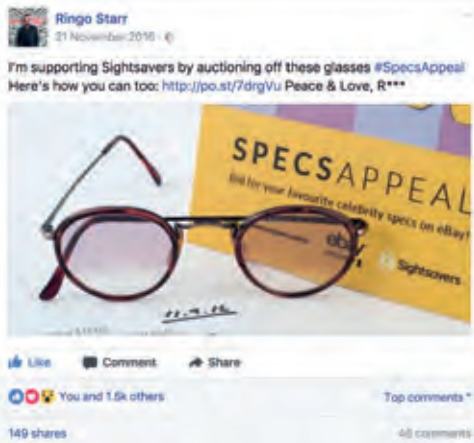 Ringo Starr
21 November 2016
I'm supporting Sightsavers by auctioning off these glasses #SpecsAppeal
Here's how you can too: http://po.st/7drgVu Peace & Love, R***
SPECSAPPEAL
Bid for your favourite celebrity specs on eBay!
ebay
Sightsavers
Like Comment Share
You and 1.5k others Top comments
149 shares 48 comments